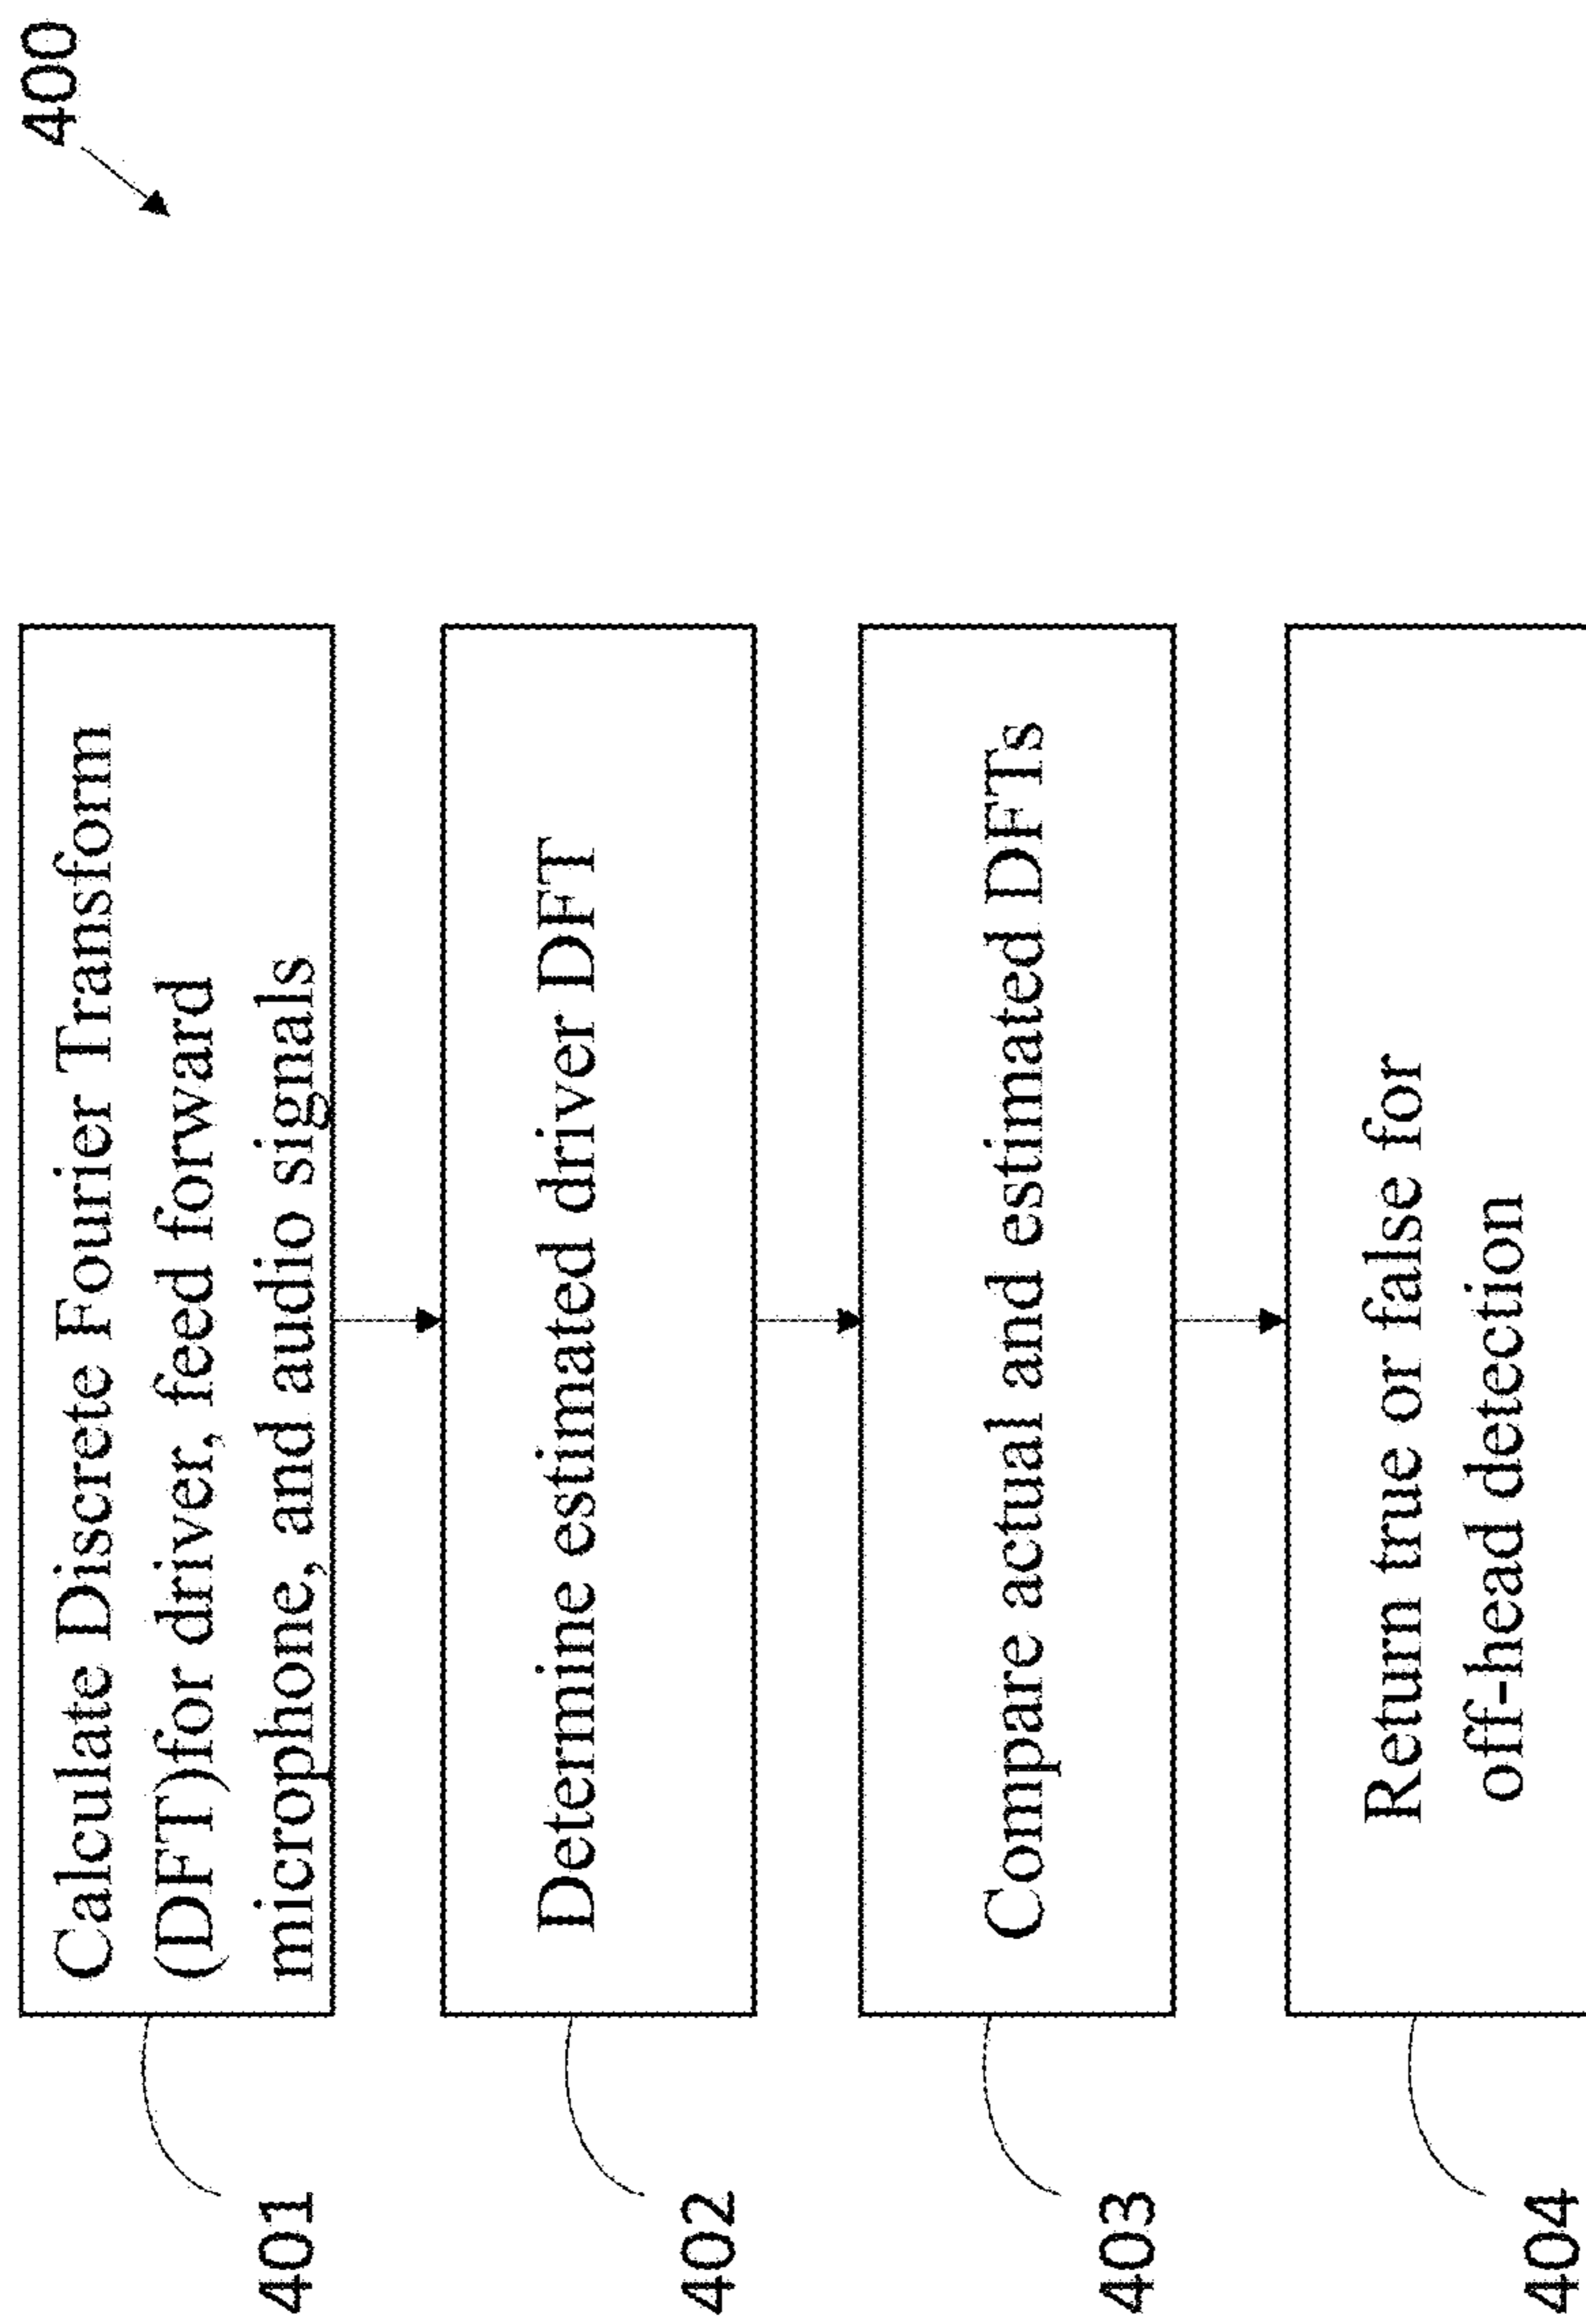 400
Calculate Discrete Fourier Transform
(DFT)for driver, feed forward
microphone, and audio signals
401
Determine estimated driver DFT
402
Compare actual and estimated DFTs
403
Return true or false for
off-head detection
404